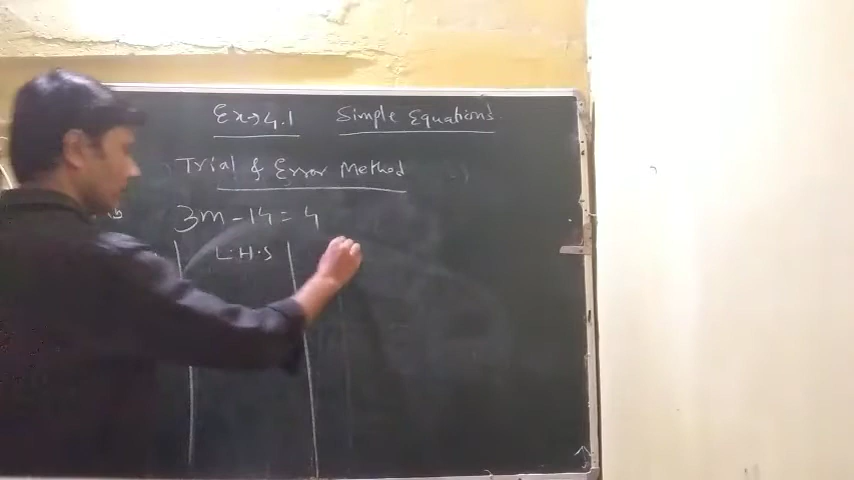 Ex→4.1 Simple Equations
Trial & Error Method
3m-14=4
L.H.S